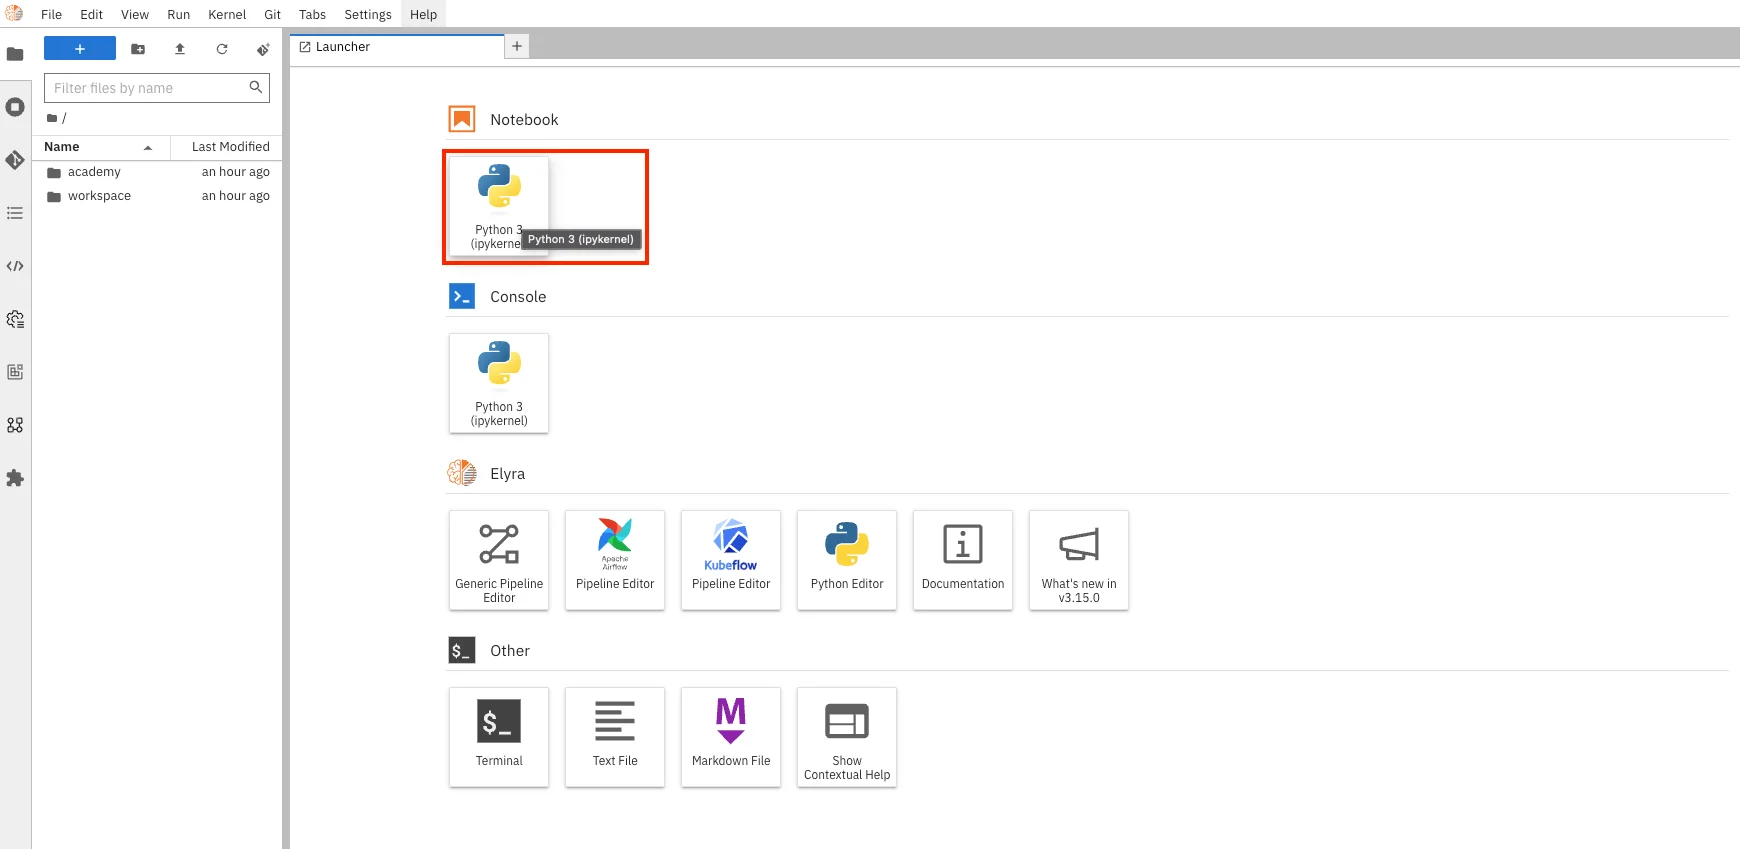 File Edit View Run Kernel Git Tabs Settings Help
+
Launcher
+
Filter files by name
/
Name Last Modified
academy an hour ago
workspace an hour ago
Notebook
Python 3
(ipykerne
Python 3 (ipykernel)
>_ Console
Python 3
(ipykernel)
Elyra
Generic Pipeline
Editor
Apache
Airflow
Pipeline Editor
Kubeflow
Pipeline Editor
Python Editor
i
Documentation
What's new in
v3.15.0
$_ Other
$_
Terminal
Text File
M
Markdown File
Show
Contextual Help